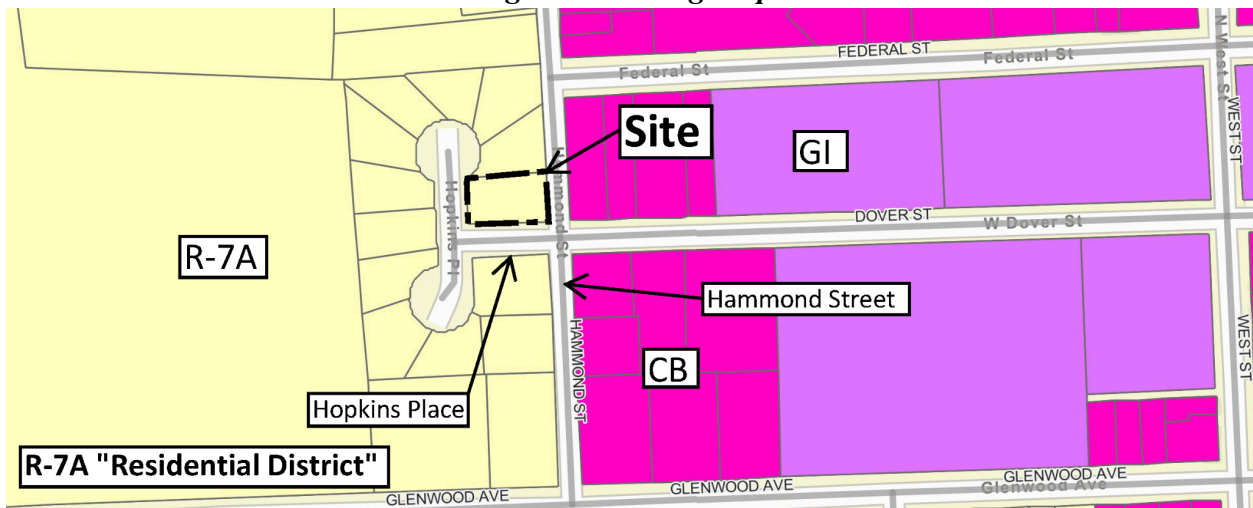 FEDERAL ST
Federal St
Federal St
N West St
WEST ST
Site
GI
Hammond St
Hopkins Pl
DOVER ST
W Dover St
R-7A
Hammond Street
HAMMOND ST
CB
WEST ST
Hopkins Place
R-7A "Residential District"
GLENWOOD AVE
GLENWOOD AVE
GLENWOOD AVE
Glenwood Ave